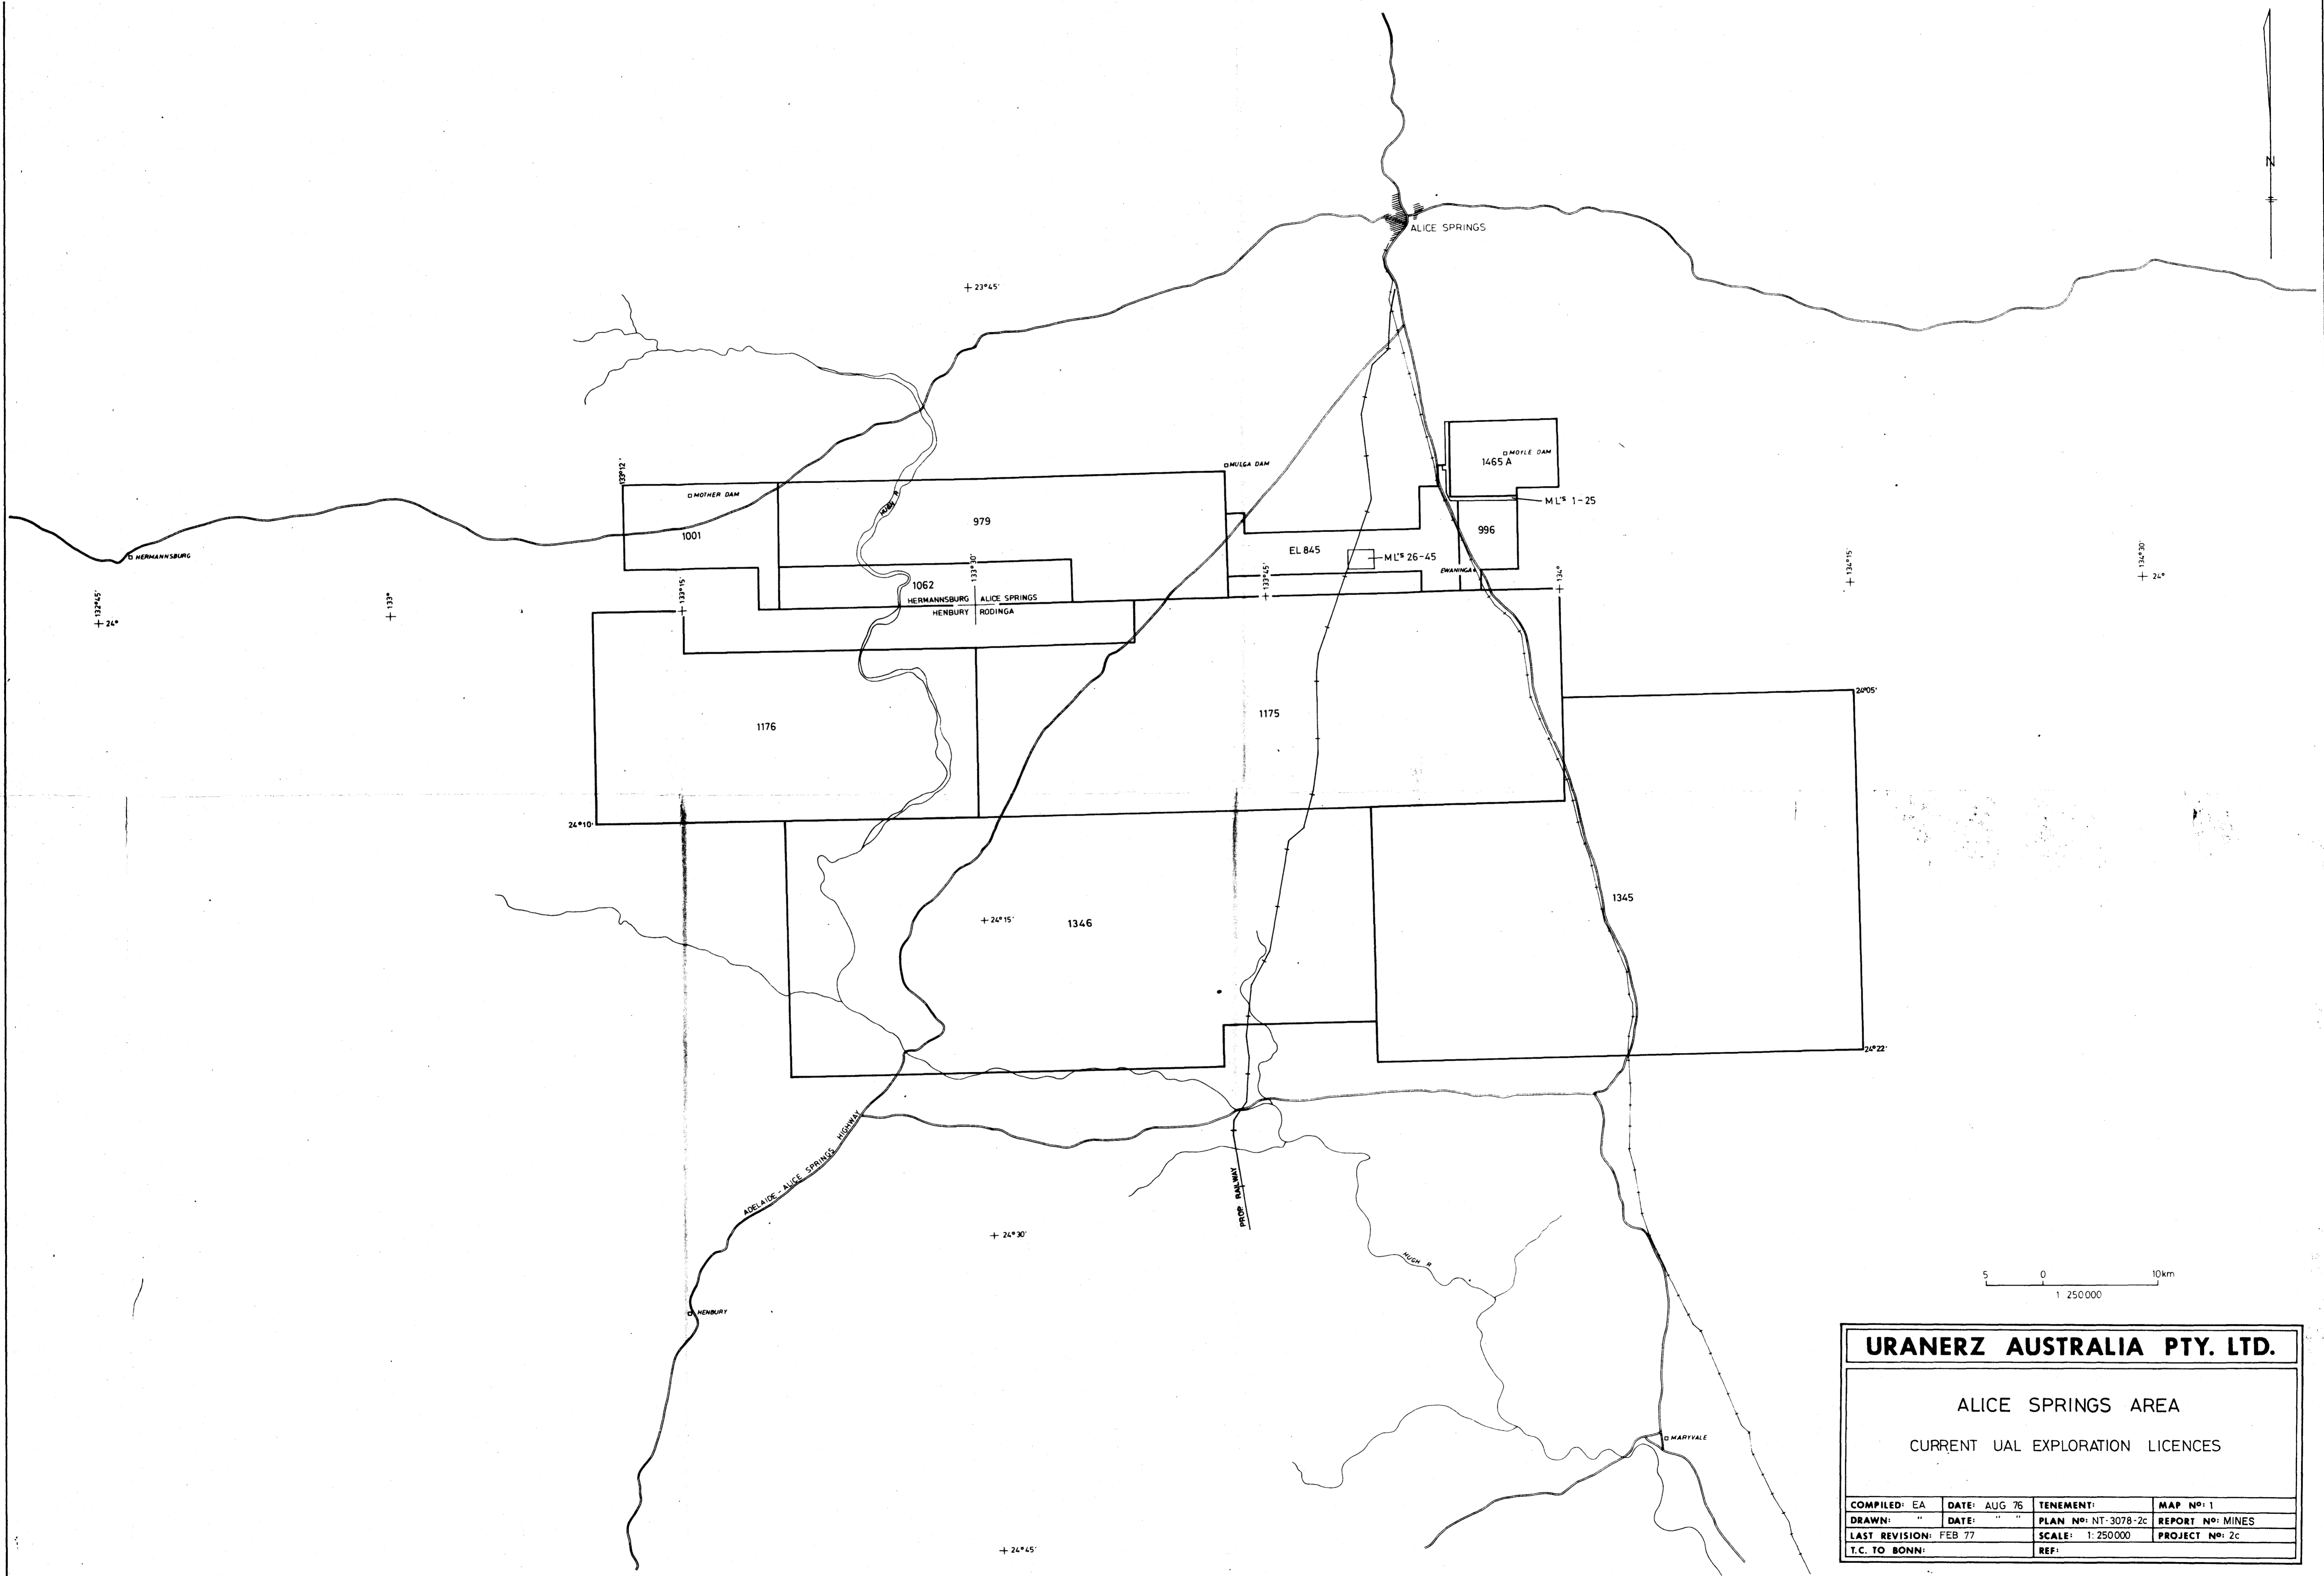 N
ALICE SPRINGS
23°45'
133°12'
MULGA DAM
MOYLE DAM
1465 A
MOTHER DAM
ML'S 1-25
HUGH R
979
996
1001
EL 845
ML'S 26-45
HERMANNSBURG
133°30'
EWANINGA
134°15'
134°30'
24°
1062
133°45'
134°
132°45'
24°
133°
133°15'
HERMANNSBURG ALICE SPRINGS
HENBURY RODINGA
24°05'
1176
1175
24°10'
1345
24°15'
1346
24°22'
ADELAIDE - ALICE SPRINGS HIGHWAY
PROP RAILWAY
24°30'
HUGH R
5 0 10km
1 250000
HENBURY
MARYVALE
24°45'
URANERZ AUSTRALIA PTY. LTD.
ALICE SPRINGS AREA
CURRENT UAL EXPLORATION LICENCES
COMPILED: EA DATE: AUG 76 TENEMENT: MAP Nº: 1
DRAWN: " DATE: " " PLAN Nº: NT-3078-2c REPORT Nº: MINES
LAST REVISION: FEB 77 SCALE: 1:250000 PROJECT Nº: 2c
T.C. TO BONN: REF: